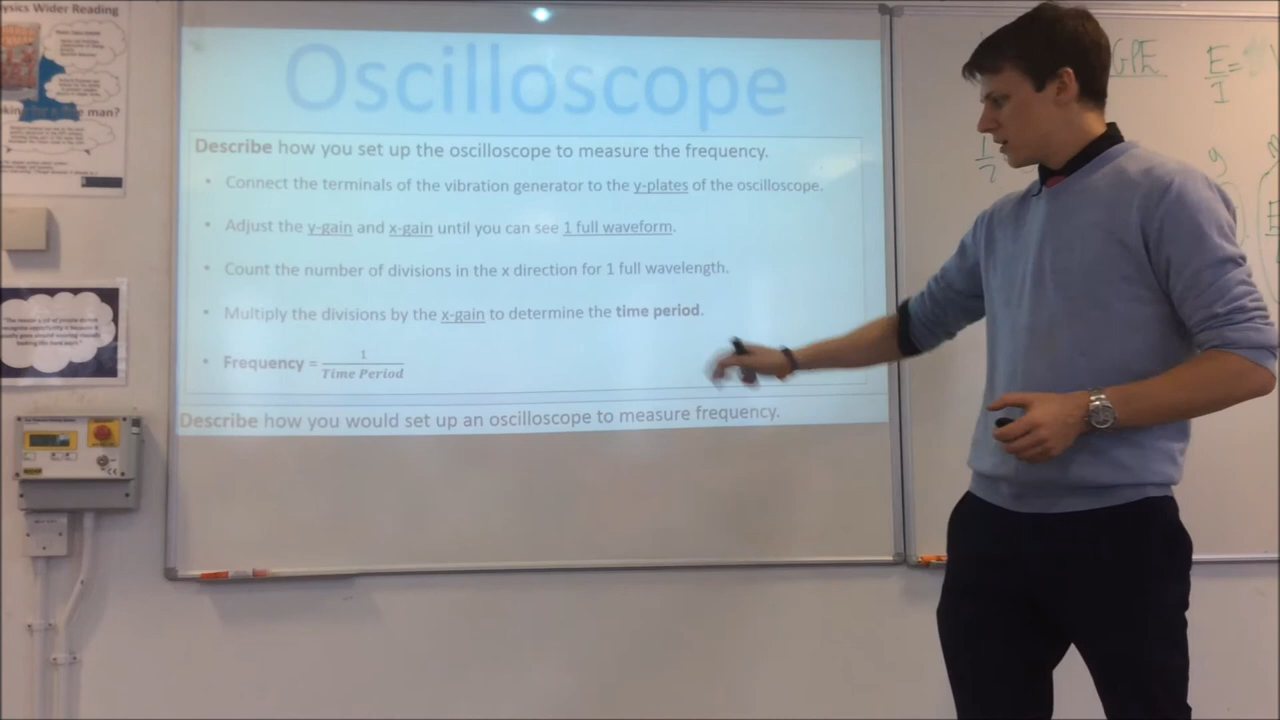 ysics Wider Reading
man?
Oscilloscope
Describe how you set up the oscilloscope to measure the frequency.
• Connect the terminals of the vibration generator to the y-plates of the oscilloscope.
• Adjust the y-gain and x-gain until you can see 1 full waveform.
• Count the number of divisions in the x direction for 1 full wavelength.
• Multiply the divisions by the x-gain to determine the time period.
• Frequency = 1 / Time Period
Describe how you would set up an oscilloscope to measure frequency.
GPE
E
I
=